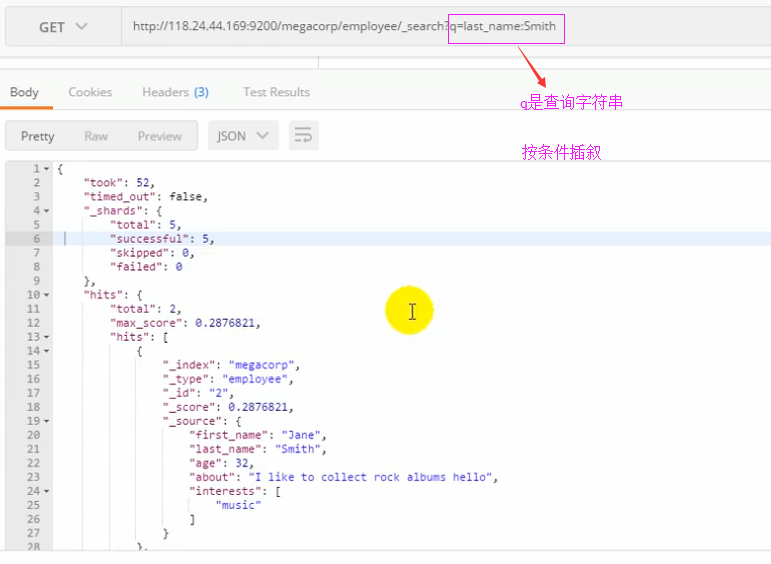 GET http://118.24.44.169:9200/megacorp/employee/_search?q=last_name:Smith
q是查询字符串
Body Cookies Headers (3) Test Results
按条件插叙
Pretty Raw Preview JSON
1 {
2 "took": 52,
3 "timed_out": false,
4 "_shards": {
5 "total": 5,
6 "successful": 5,
7 "skipped": 0,
8 "failed": 0
9 },
10 "hits": {
11 "total": 2,
12 "max_score": 0.2876821,
13 "hits": [
14 {
15 "_index": "megacorp",
16 "_type": "employee",
17 "_id": "2",
18 "_score": 0.2876821,
19 "_source": {
20 "first_name": "Jane",
21 "last_name": "Smith",
22 "age": 32,
23 "about": "I like to collect rock albums hello",
24 "interests": [
25 "music"
26 ]
27 }
28 },